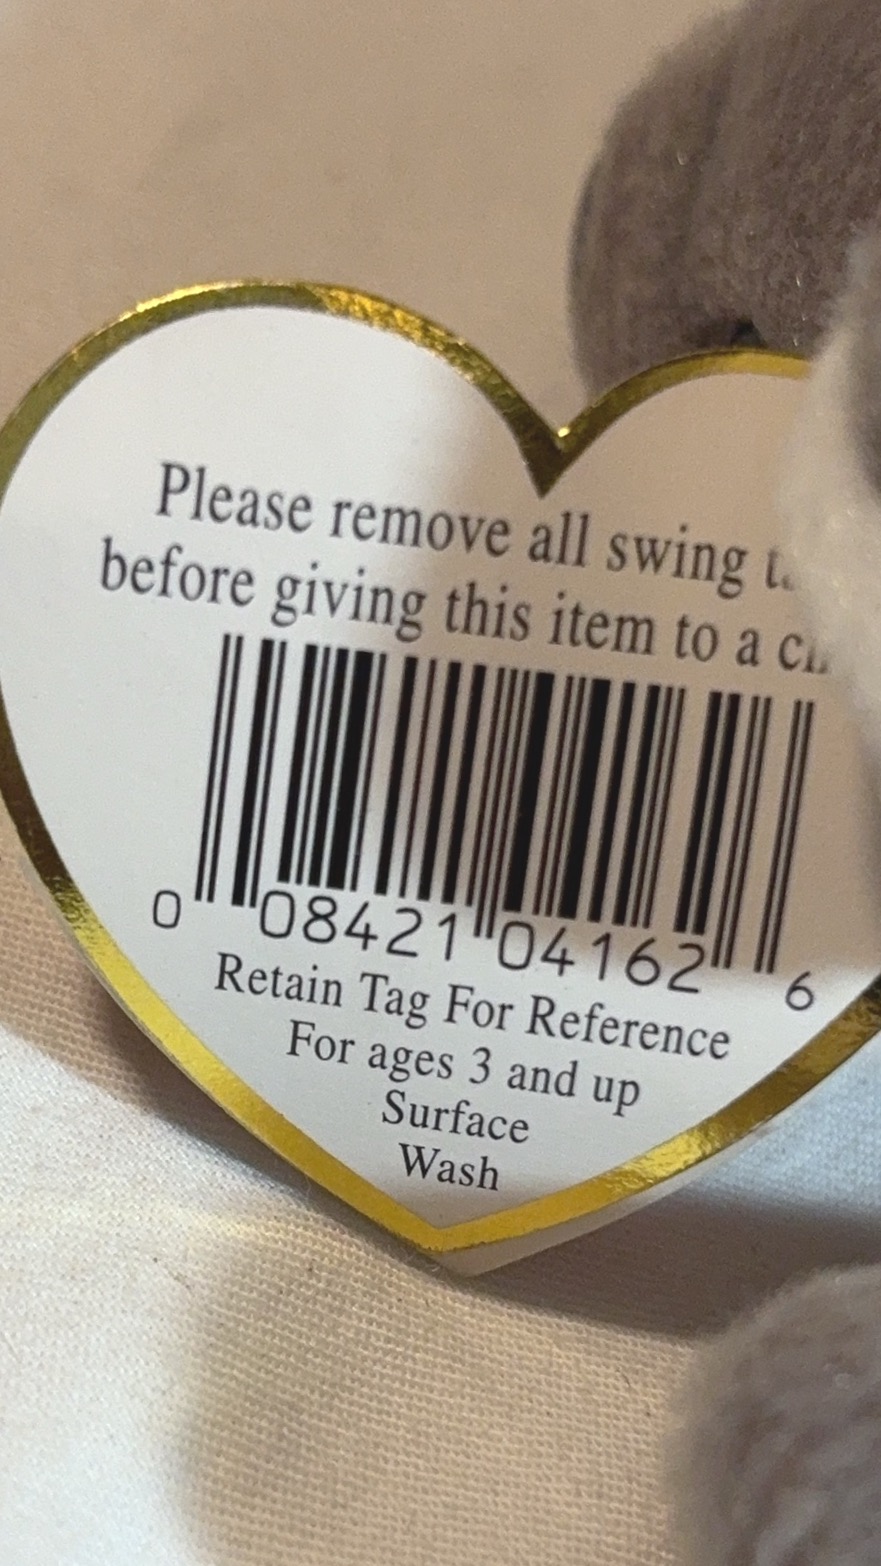 Please remove all swing
before giving this item to a
0 08421 04162 6
Retain Tag For Reference
For ages 3 and up
Surface
Wash